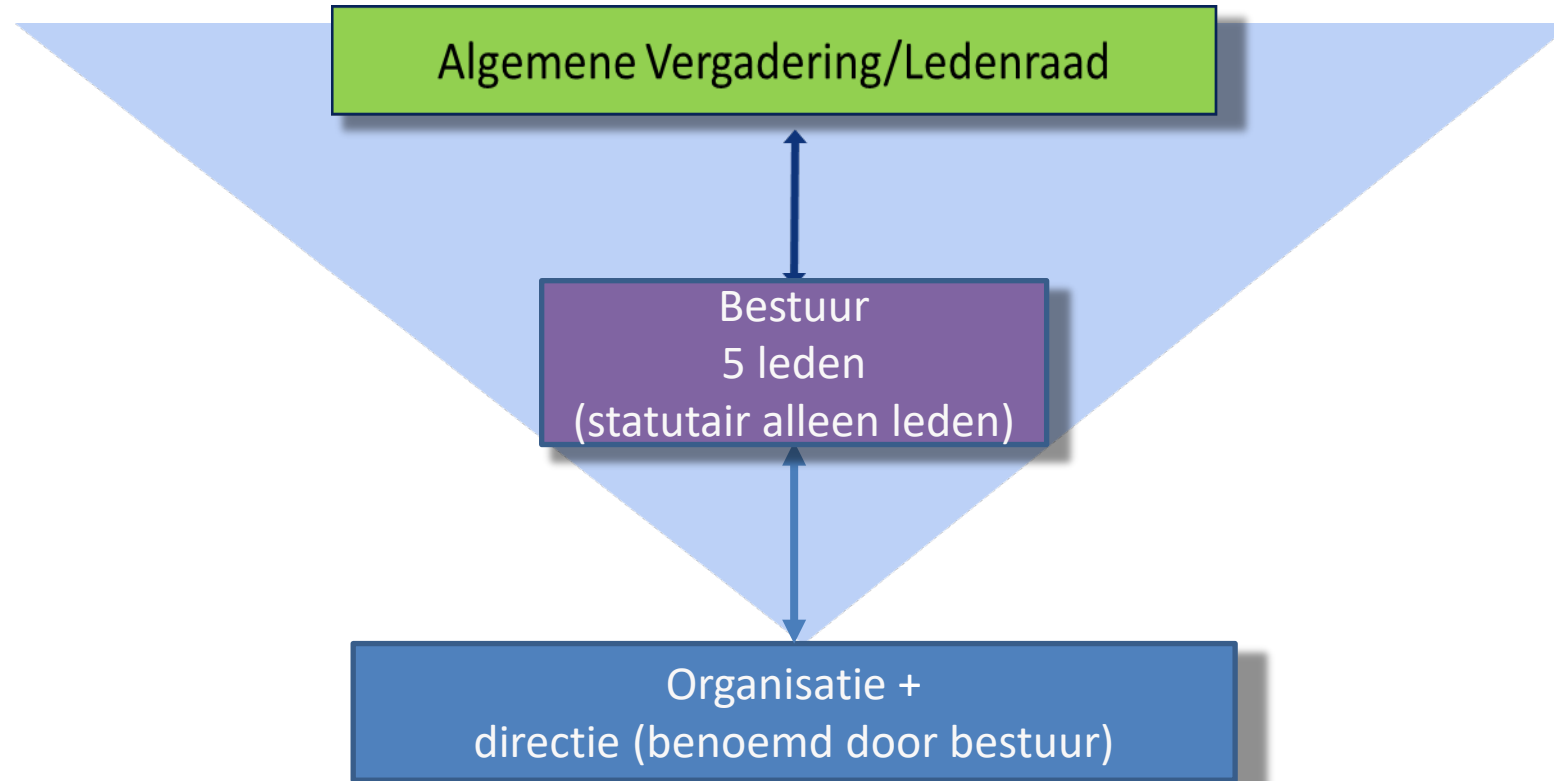 Algemene Vergadering/Ledenraad
Bestuur
5 leden
(statutair alleen leden)
Organisatie +
directie (benoemd door bestuur)